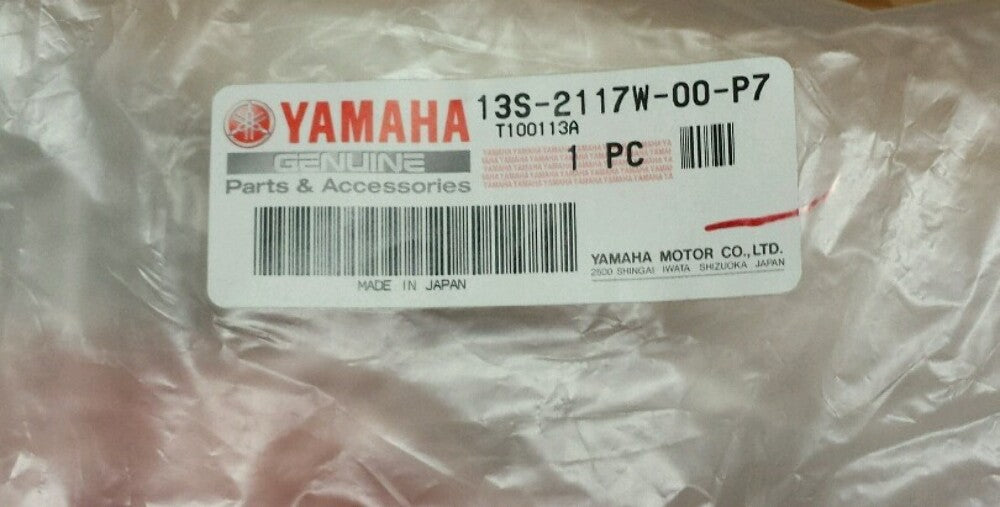 YAMAHA
13S-2117W-00-P7
T100113A
GENUINE
1 PC
Parts & Accessories
MADE IN JAPAN
YAMAHA MOTOR CO.,LTD.
2500 SHINGAI IWATA SHIZUOKA JAPAN